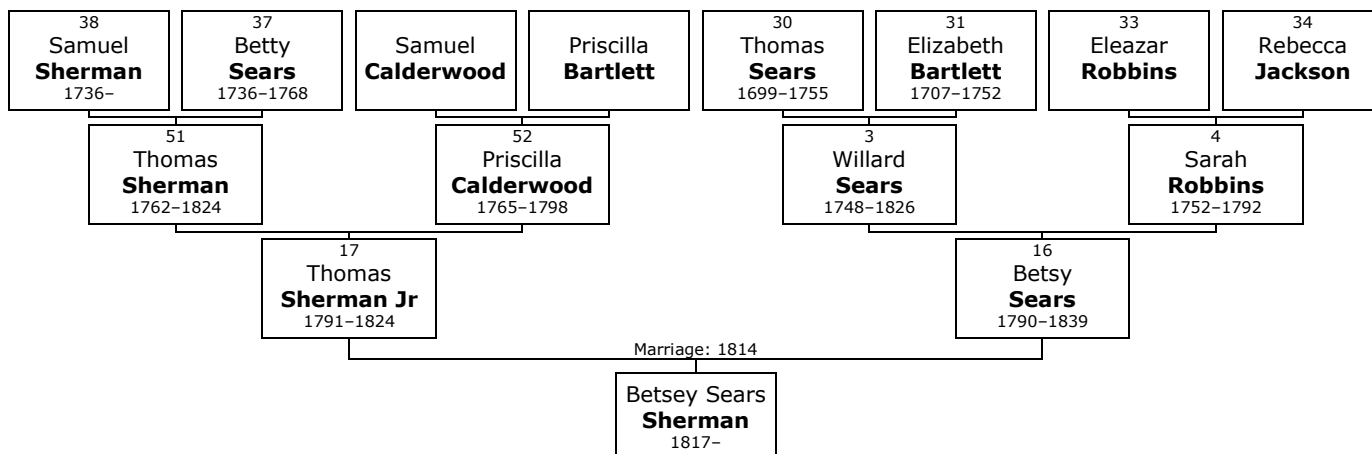 38
Samuel
Sherman
1736–
37
Betty
Sears
1736–1768
Samuel
Calderwood
Priscilla
Bartlett
30
Thomas
Sears
1699–1755
31
Elizabeth
Bartlett
1707–1752
33
Eleazar
Robbins
34
Rebecca
Jackson
51
Thomas
Sherman
1762–1824
52
Priscilla
Calderwood
1765–1798
3
Willard
Sears
1748–1826
4
Sarah
Robbins
1752–1792
17
Thomas
Sherman Jr
1791–1824
16
Betsy
Sears
1790–1839
Marriage: 1814
Betsey Sears
Sherman
1817–